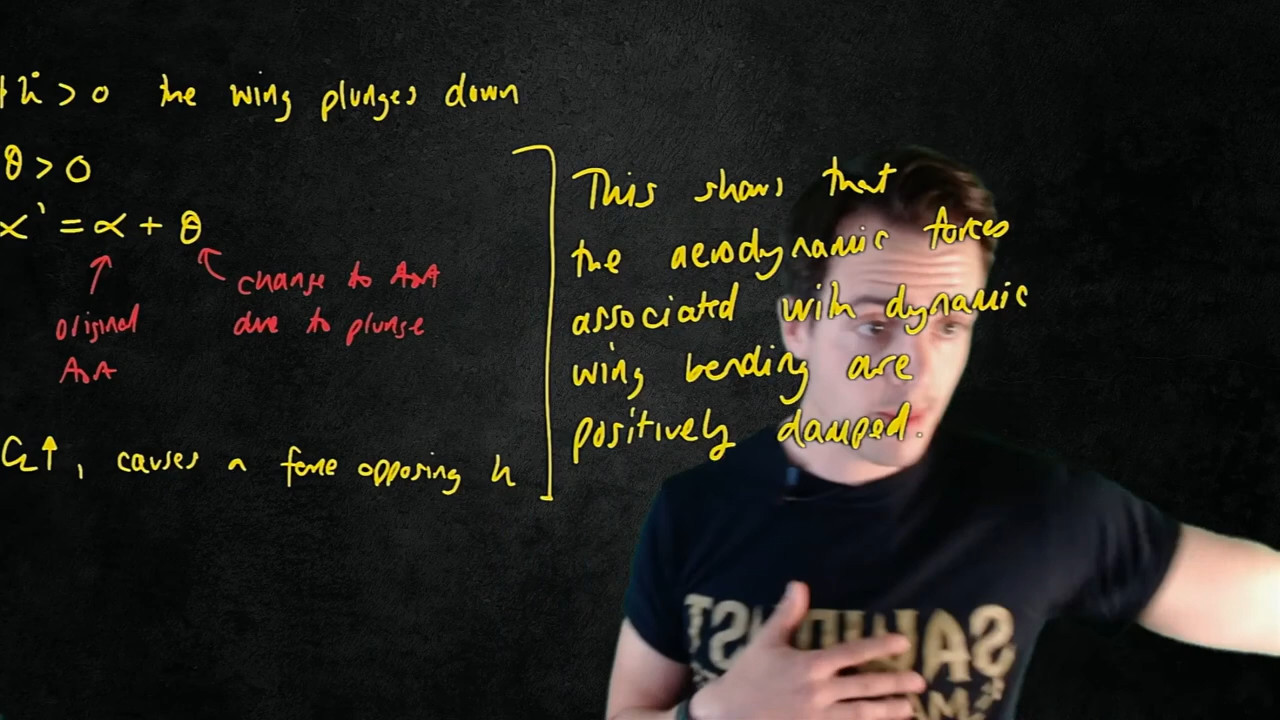 ḣ > 0 the wing plunges down
θ > 0
α' = α + θ
change to AoA
due to plunge
original
AoA
CL↑, causes a force opposing h
This shows that
the aerodynamic forces
associated with dynamic
wing bending are
positively damped.